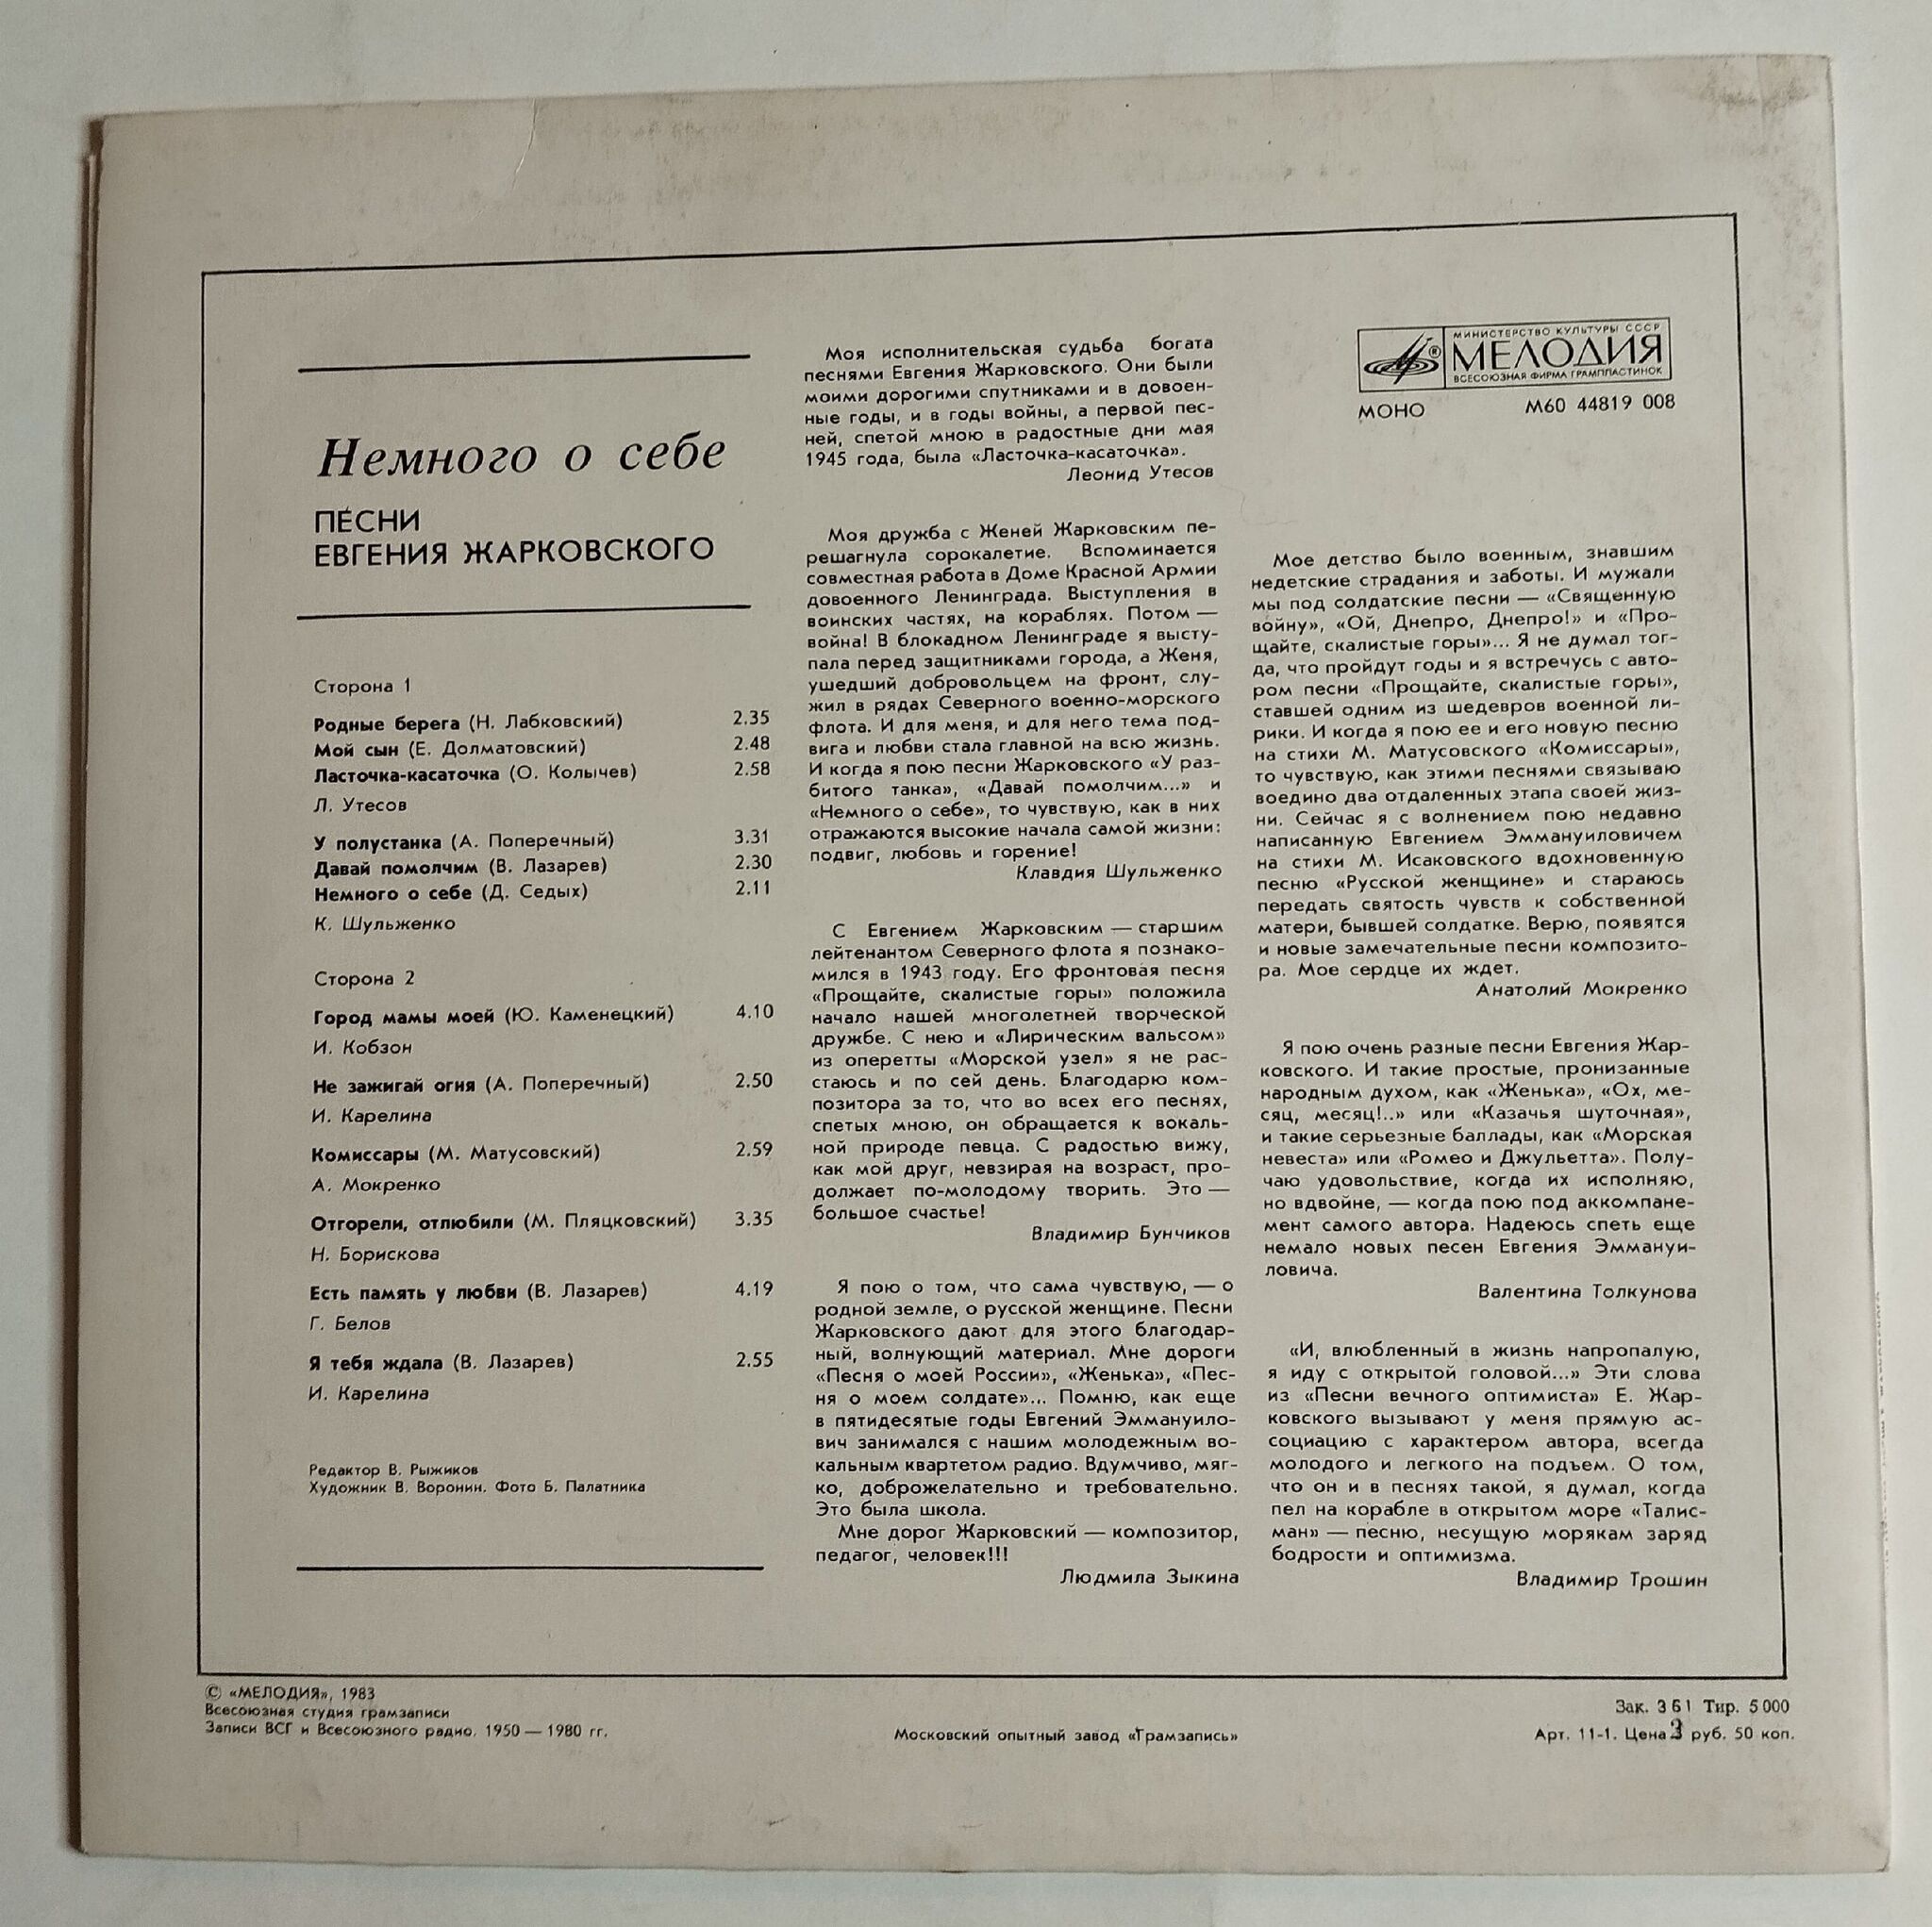 Немного о себе
ПЕСНИ
ЕВГЕНИЯ ЖАРКОВСКОГО
Сторона 1
Родные берега (Н. Лабковский) 2.35
Мой сын (Е. Долматовский) 2.48
Ласточка-касаточка (О. Колычев) 2.58
Л. Утесов
У полустанка (А. Поперечный) 3.31
Давай помолчим (В. Лазарев) 2.30
Немного о себе (Д. Седых) 2.11
К. Шульженко
Сторона 2
Город мамы моей (Ю. Каменецкий) 4.10
И. Кобзон
Не зажигай огня (А. Поперечный) 2.50
И. Карелина
Комиссары (М. Матусовский) 2.59
А. Мокренко
Отгорели, отлюбили (М. Пляцковский) 3.35
Н. Борискова
Есть память у любви (В. Лазарев) 4.19
Г. Белов
Я тебя ждала (В. Лазарев) 2.55
И. Карелина
Редактор В. Рыжиков
Художник В. Воронин. Фото Б. Палатника
Моя исполнительская судьба богата
песнями Евгения Жарковского. Они были
моими дорогими спутниками и в довоен-
ные годы, и в годы войны, а первой пес-
ней, спетой мною в радостные дни мая
1945 года, была «Ласточка-касаточка».
Леонид Утесов
Моя дружба с Женей Жарковским пе-
решагнула сорокалетие. Вспоминается
совместная работа в Доме Красной Армии
довоенного Ленинграда. Выступления в
воинских частях, на кораблях. Потом —
война! В блокадном Ленинграде я высту-
пала перед защитниками города, а Женя,
ушедший добровольцем на фронт, слу-
жил в рядах Северного военно-морского
флота. И для меня, и для него тема под-
вига и любви стала главной на всю жизнь.
И когда я пою песни Жарковского «У раз-
битого танка», «Давай помолчим...» и
«Немного о себе», то чувствую, как в них
отражаются высокие начала самой жизни:
подвиг, любовь и горение!
Клавдия Шульженко
С Евгением Жарковским — старшим
лейтенантом Северного флота я познако-
мился в 1943 году. Его фронтовая песня
«Прощайте, скалистые горы» положила
начало нашей многолетней творческой
дружбе. С нею и «Лирическим вальсом»
из оперетты «Морской узел» я не рас-
стаюсь и по сей день. Благодарю ком-
позитора за то, что во всех его песнях,
спетых мною, он обращается к вокаль-
ной природе певца. С радостью вижу,
как мой друг, невзирая на возраст, про-
должает по-молодому творить. Это —
большое счастье!
Владимир Бунчиков
Я пою о том, что сама чувствую, — о
родной земле, о русской женщине. Песни
Жарковского дают для этого благодар-
ный, волнующий материал. Мне дороги
«Песня о моей России», «Женька», «Пес-
ня о моем солдате»... Помню, как еще
в пятидесятые годы Евгений Эммануило-
вич занимался с нашим молодежным во-
кальным квартетом радио. Вдумчиво, мяг-
ко, доброжелательно и требовательно.
Это была школа.
Мне дорог Жарковский — композитор,
педагог, человек!!!
Людмила Зыкина
МИНИСТЕРСТВО КУЛЬТУРЫ СССР
МЕЛОДИЯ
ВСЕСОЮЗНАЯ ФИРМА ГРАМПЛАСТИНОК
МОНО М60 44819 008
Мое детство было военным, знавшим
недетские страдания и заботы. И мужали
мы под солдатские песни — «Священную
войну», «Ой, Днепро, Днепро!» и «Про-
щайте, скалистые горы»... Я не думал тог-
да, что пройдут годы и я встречусь с авто-
ром песни «Прощайте, скалистые горы»,
ставшей одним из шедевров военной ли-
рики. И когда я пою ее и его новую песню
на стихи М. Матусовского «Комиссары»,
то чувствую, как этими песнями связываю
воедино два отдаленных этапа своей жиз-
ни. Сейчас я с волнением пою недавно
написанную Евгением Эммануиловичем
на стихи М. Исаковского вдохновенную
песню «Русской женщине» и стараюсь
передать святость чувств к собственной
матери, бывшей солдатке. Верю, появятся
и новые замечательные песни композито-
ра. Мое сердце их ждет.
Анатолий Мокренко
Я пою очень разные песни Евгения Жар-
ковского. И такие простые, пронизанные
народным духом, как «Женька», «Ох, ме-
сяц, месяц!..» или «Казачья шуточная»,
и такие серьезные баллады, как «Морская
невеста» или «Ромео и Джульетта». Полу-
чаю удовольствие, когда их исполняю,
но вдвойне, — когда пою под аккомпане-
мент самого автора. Надеюсь спеть еще
немало новых песен Евгения Эммануи-
ловича.
Валентина Толкунова
«И, влюбленный в жизнь напропалую,
я иду с открытой головой...» Эти слова
из «Песни вечного оптимиста» Е. Жар-
ковского вызывают у меня прямую ас-
социацию с характером автора, всегда
молодого и легкого на подъем. О том,
что он и в песнях такой, я думал, когда
пел на корабле в открытом море «Талис-
ман» — песню, несущую морякам заряд
бодрости и оптимизма.
Владимир Трошин
© «МЕЛОДИЯ», 1983
Всесоюзная студия грамзаписи
Записи ВСГ и Всесоюзного радио. 1950 — 1980 гг.
Московский опытный завод «Грамзапись»
Зак. 361 Тир. 5000
Арт. 11-1. Цена 3 руб. 50 коп.